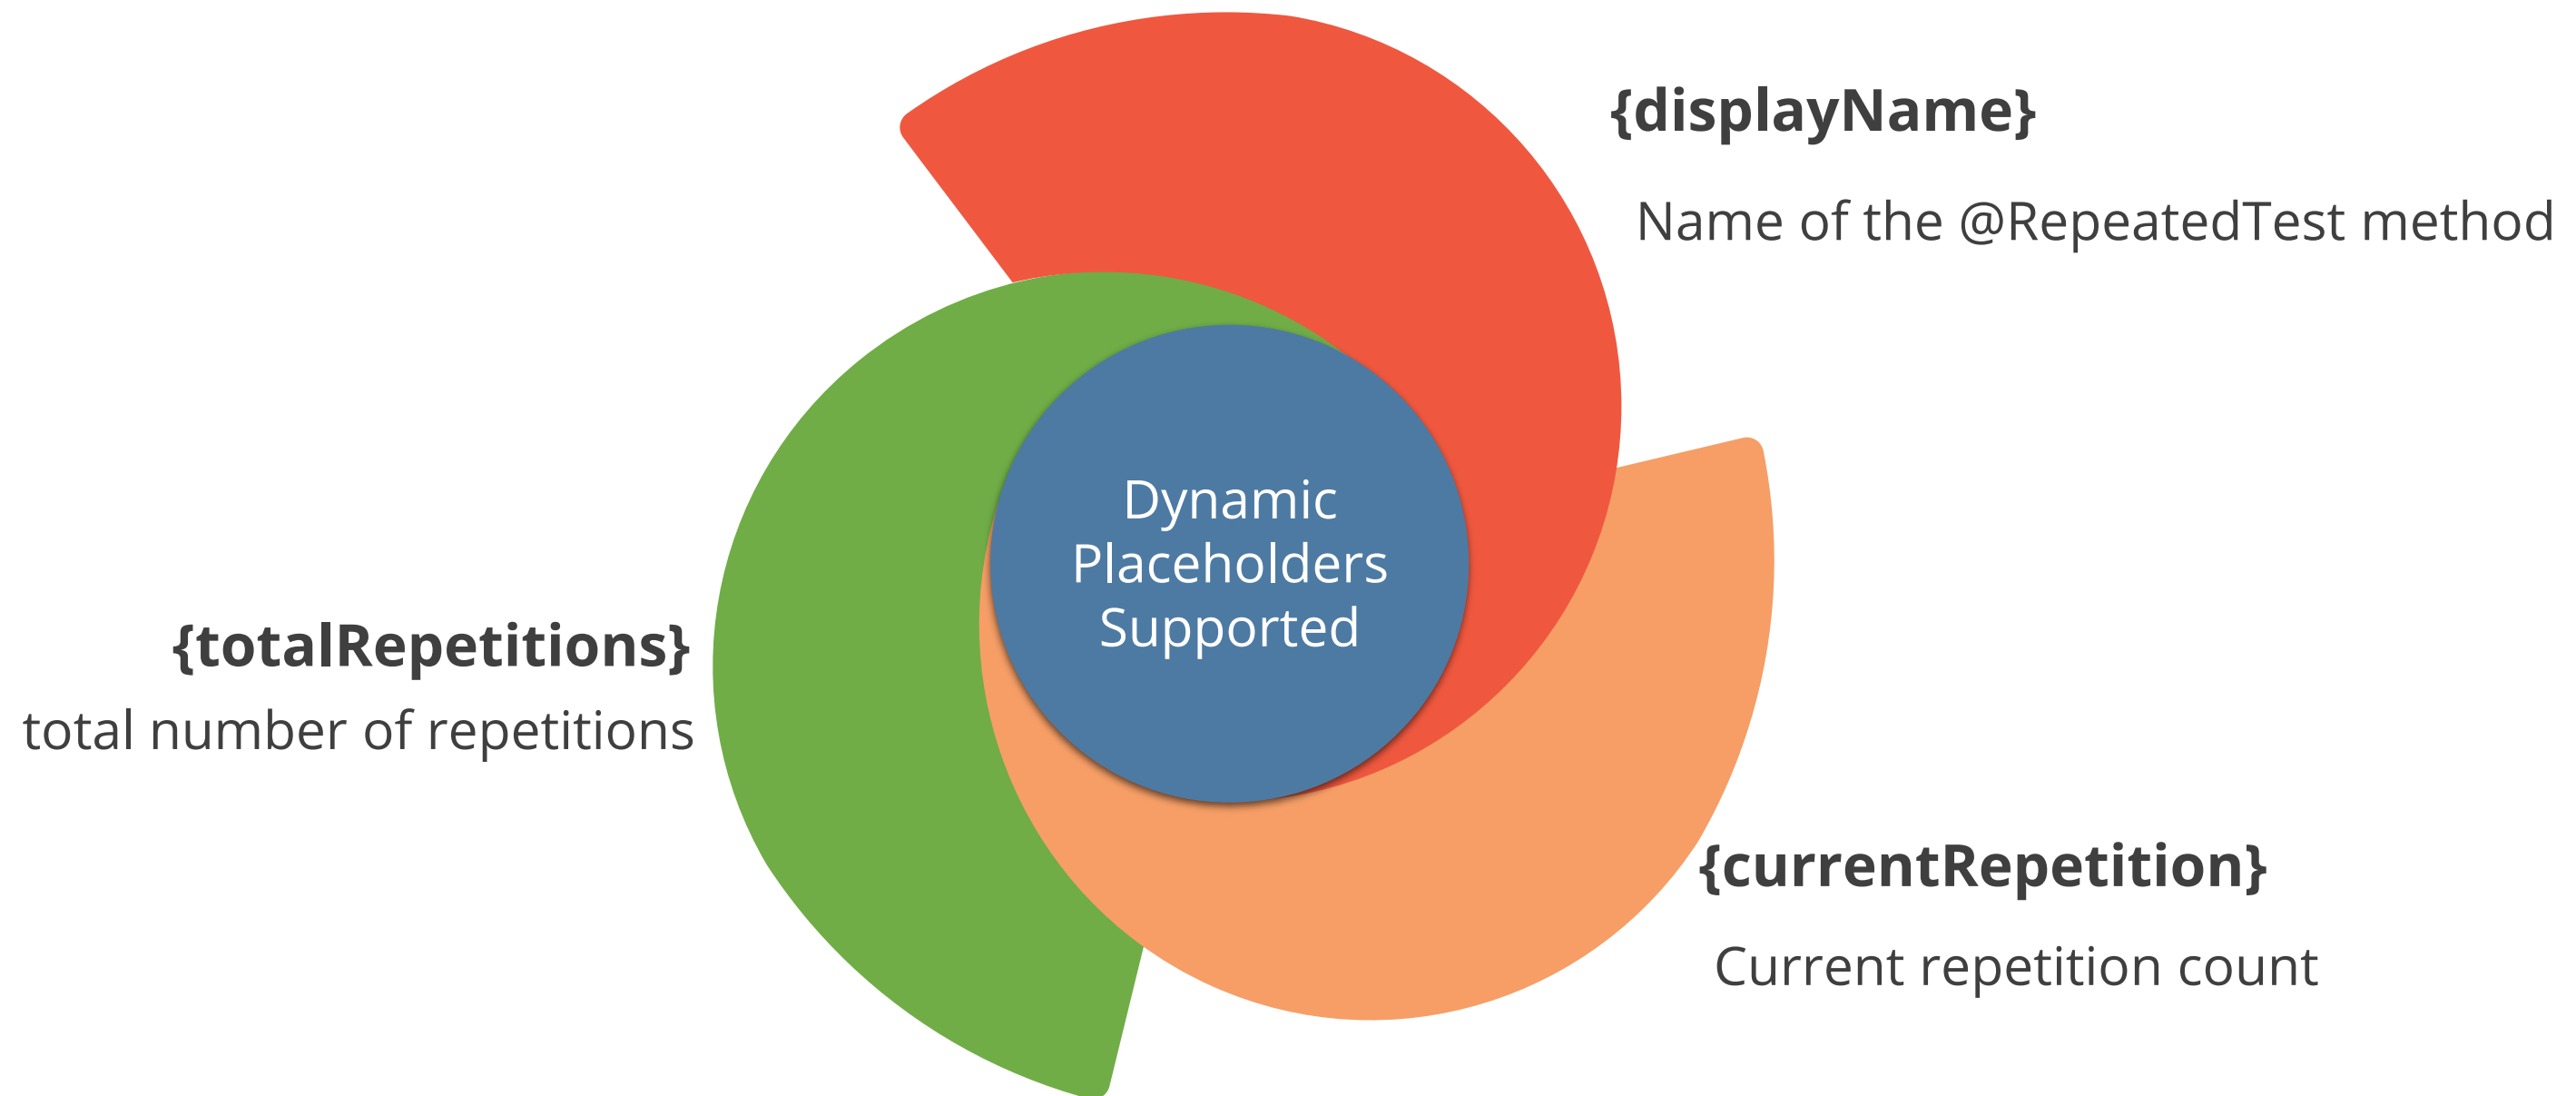 {displayName}
Name of the @RepeatedTest method
Dynamic
Placeholders
Supported
{totalRepetitions}
total number of repetitions
{currentRepetition}
Current repetition count